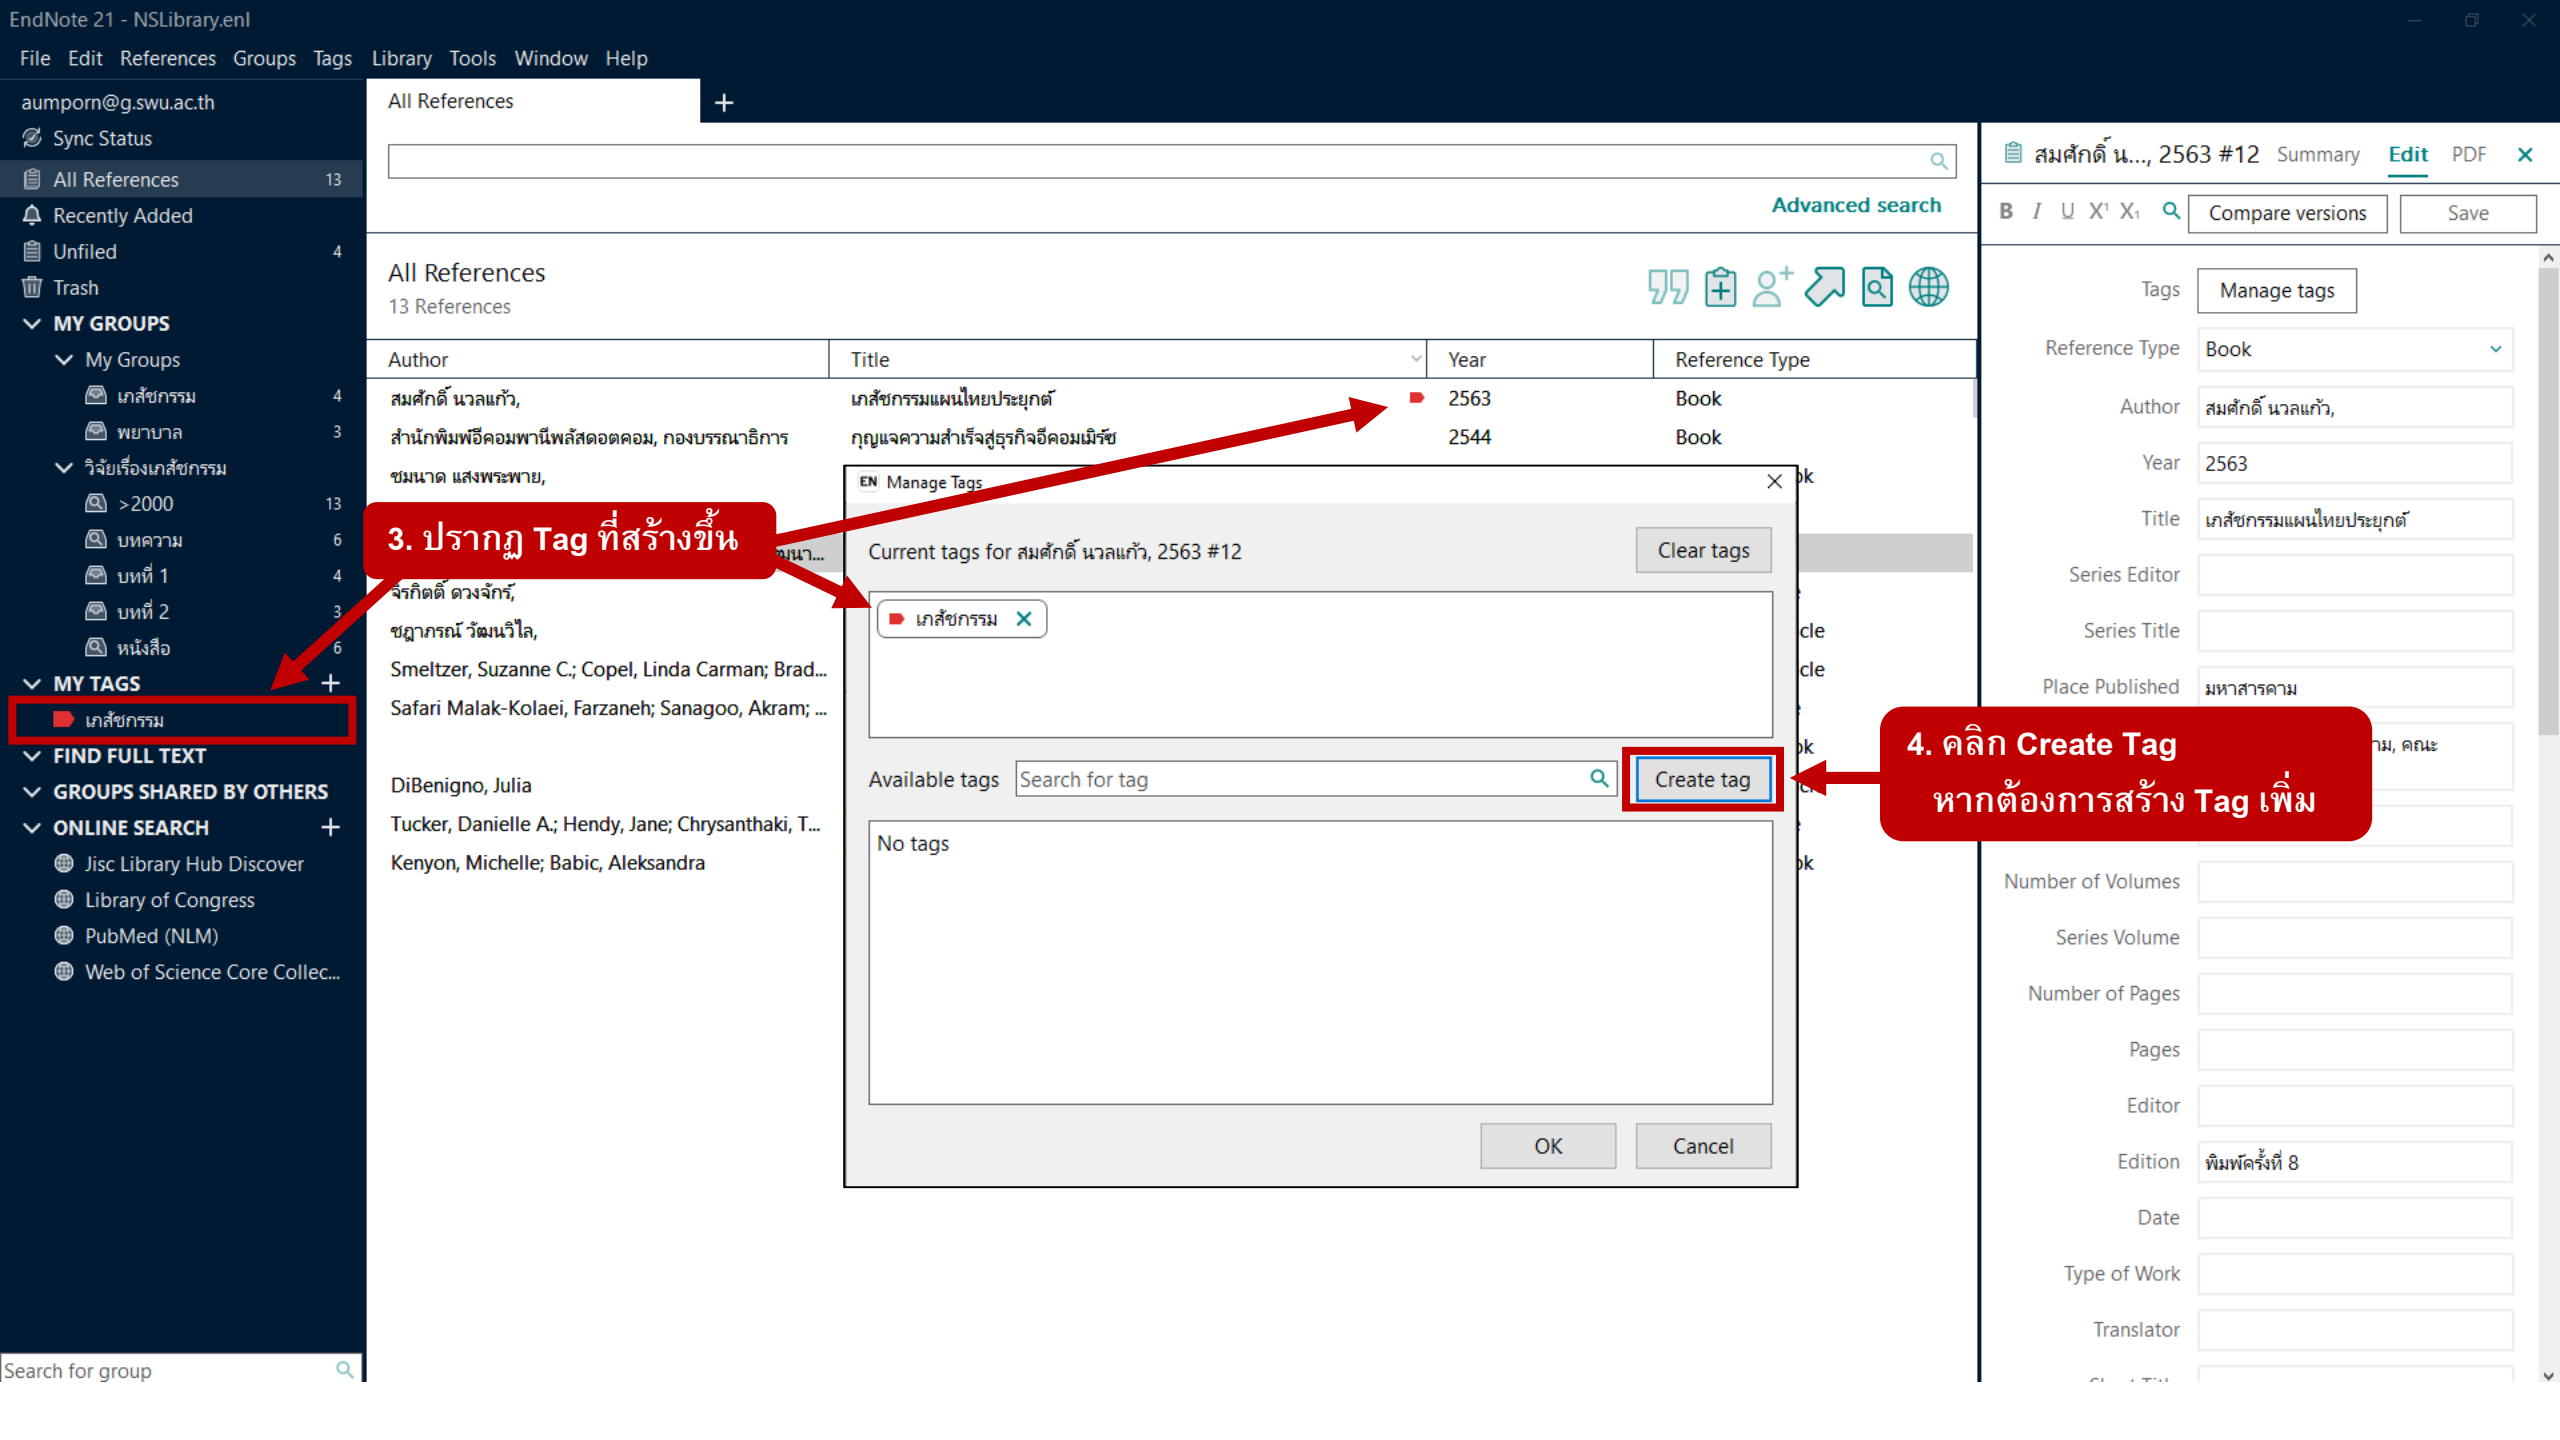 EndNote 21 - NSLibrary.enl
File Edit References Groups Tags Library Tools Window Help
aumporn@g.swu.ac.th
Sync Status
All References 13
Recently Added
Unfiled 4
Trash
MY GROUPS
My Groups
เภสัชกรรม 4
พยาบาล 3
วิจัยเรื่องเภสัชกรรม
>2000 13
บทความ 6
บทที่ 1 4
บทที่ 2 3
หนังสือ 6
MY TAGS +
เภสัชกรรม
FIND FULL TEXT
GROUPS SHARED BY OTHERS
ONLINE SEARCH +
Jisc Library Hub Discover
Library of Congress
PubMed (NLM)
Web of Science Core Collec...
Search for group
All References +
Advanced search
All References
13 References
Author Title Year Reference Type
สมศักดิ์ นวลแก้ว, เภสัชกรรมแผนไทยประยุกต์ 2563 Book
สำนักพิมพ์อีคอมพานีพลัสดอตคอม, กองบรรณาธิการ กุญแจความสำเร็จสู่ธุรกิจอีคอมเมิร์ซ 2544 Book
ชมนาด แสงพระพาย, ok
3. ปรากฏ Tag ที่สร้างขึ้น
จิรกิตติ์ ดวงจักร์,
ชฎาภรณ์ วัฒนวิไล, cle
Smeltzer, Suzanne C.; Copel, Linda Carman; Brad... cle
Safari Malak-Kolaei, Farzaneh; Sanagoo, Akram; ...
ok
DiBenigno, Julia
Tucker, Danielle A.; Hendy, Jane; Chrysanthaki, T...
Kenyon, Michelle; Babic, Aleksandra ok
EN Manage Tags
Current tags for สมศักดิ์ นวลแก้ว, 2563 #12 Clear tags
เภสัชกรรม
Available tags Search for tag Create tag
No tags
OK Cancel
4. คลิก Create Tag
หากต้องการสร้าง Tag เพิ่ม
สมศักดิ์ น..., 2563 #12 Summary Edit PDF
B I U X¹ X₁ Compare versions Save
Tags Manage tags
Reference Type Book
Author สมศักดิ์ นวลแก้ว,
Year 2563
Title เภสัชกรรมแผนไทยประยุกต์
Series Editor
Series Title
Place Published มหาสารคาม
คณะ
Number of Volumes
Series Volume
Number of Pages
Pages
Editor
Edition พิมพ์ครั้งที่ 8
Date
Type of Work
Translator